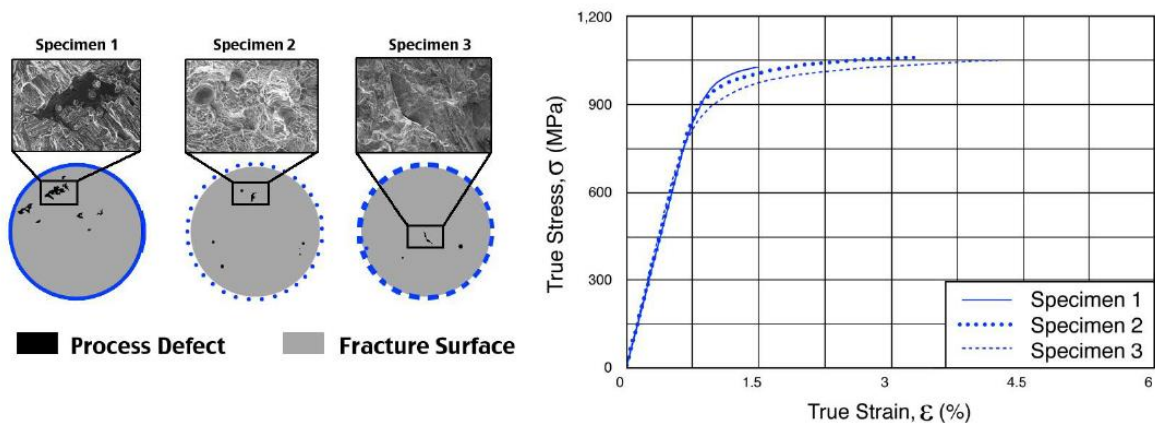 Specimen 1
Specimen 2
Specimen 3
Process Defect
Fracture Surface
1,200
900
600
300
0
0
1.5
3
4.5
6
True Stress, σ (MPa)
True Strain, ε (%)
Specimen 1
Specimen 2
Specimen 3